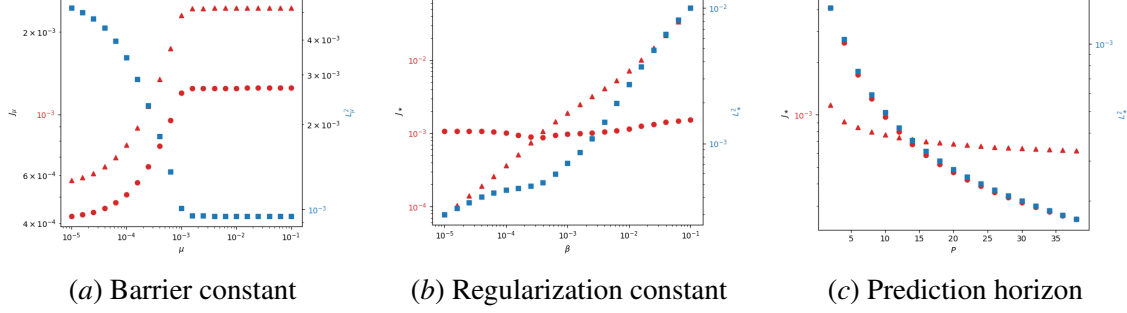 2 × 10⁻³
10⁻³
6 × 10⁻⁴
4 × 10⁻⁴
J_μ
4 × 10⁻³
3 × 10⁻³
2 × 10⁻³
10⁻³
L²_μ
10⁻⁵ 10⁻⁴ 10⁻³ 10⁻² 10⁻¹
μ
10⁻²
10⁻³
10⁻⁴
J_*
10⁻²
10⁻³
L²_*
10⁻⁵ 10⁻⁴ 10⁻³ 10⁻² 10⁻¹
β
10⁻³
J_*
10⁻³
L²_*
5 10 15 20 25 30 35
P
(a) Barrier constant
(b) Regularization constant
(c) Prediction horizon